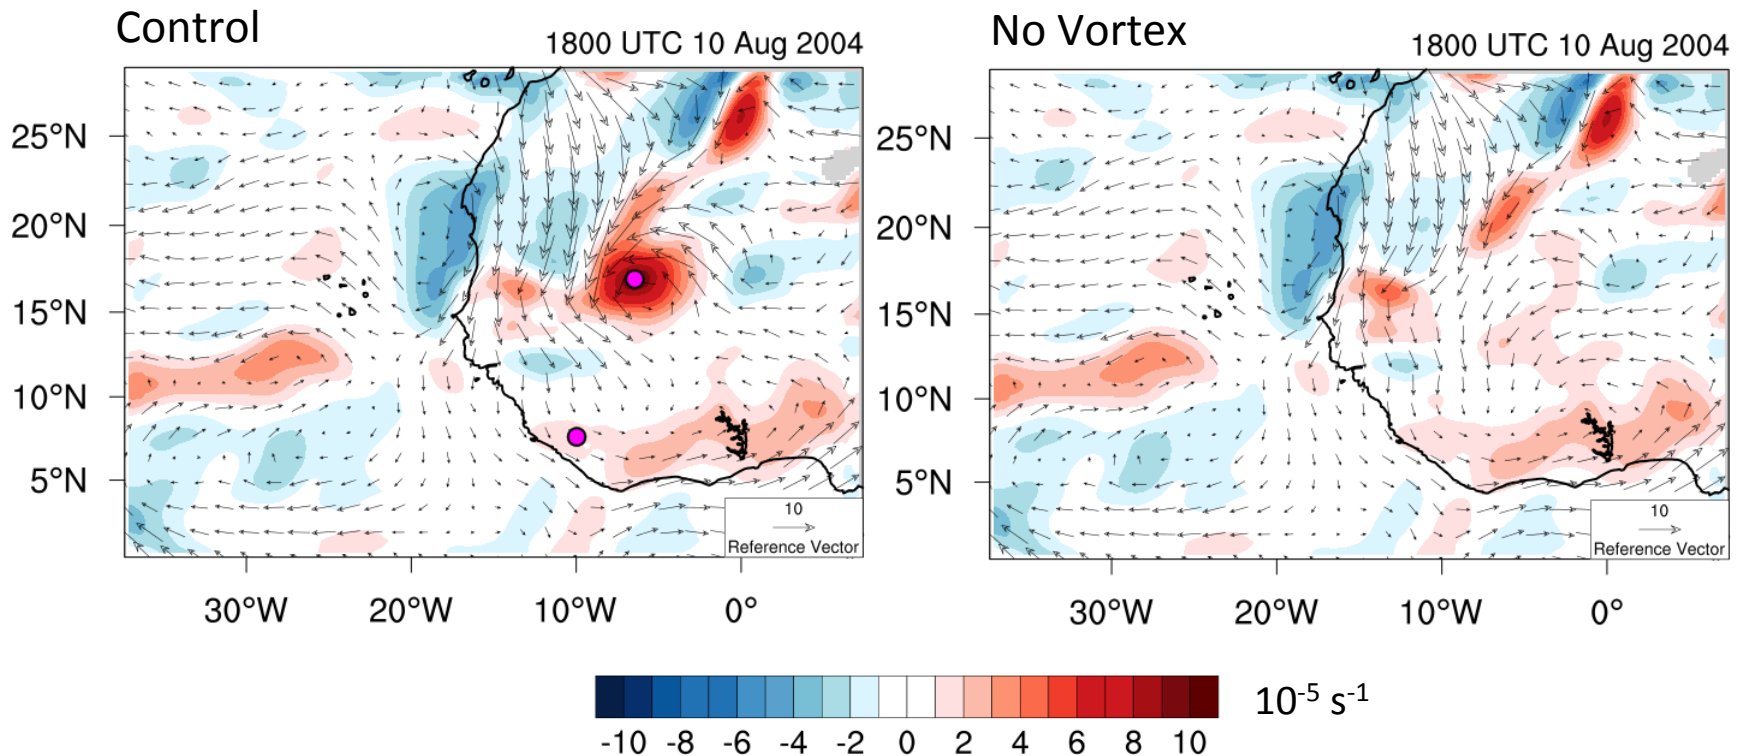 Control
1800 UTC 10 Aug 2004
No Vortex
1800 UTC 10 Aug 2004
25°N
20°N
15°N
10°N
5°N
10
Reference Vector
30°W 20°W 10°W 0°
25°N
20°N
15°N
10°N
5°N
10
Reference Vector
30°W 20°W 10°W 0°
10⁻⁵ s⁻¹
-10 -8 -6 -4 -2 0 2 4 6 8 10